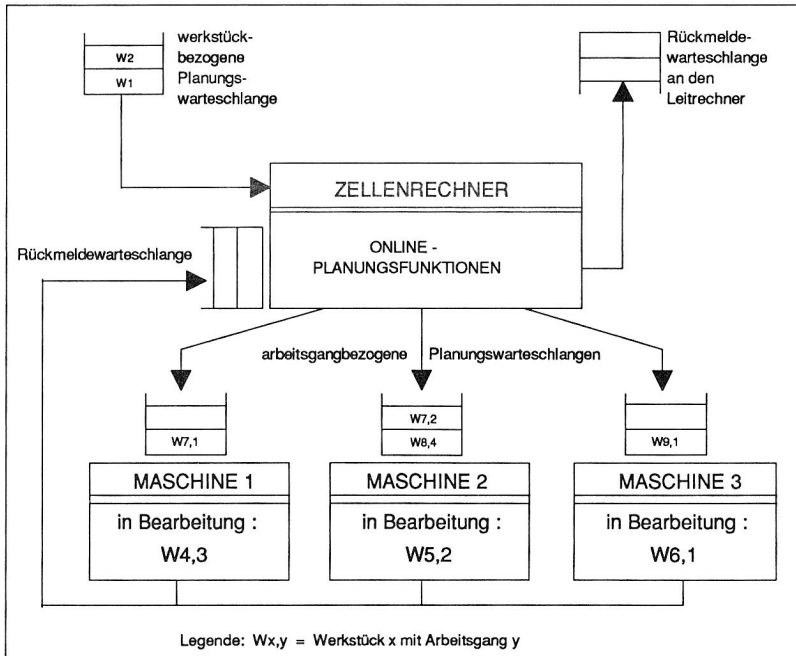 werkstück-
bezogene
Planungs-
warteschlange
W2
W1
Rückmelde-
warteschlange
an den
Leitrechner
ZELLENRECHNER
ONLINE -
PLANUNGSFUNKTIONEN
Rückmeldewarteschlange
arbeitsgangbezogene Planungswarteschlangen
W7,1
W7,2
W8,4
W9,1
MASCHINE 1
in Bearbeitung :
W4,3
MASCHINE 2
in Bearbeitung :
W5,2
MASCHINE 3
in Bearbeitung :
W6,1
Legende: Wx,y = Werkstück x mit Arbeitsgang y